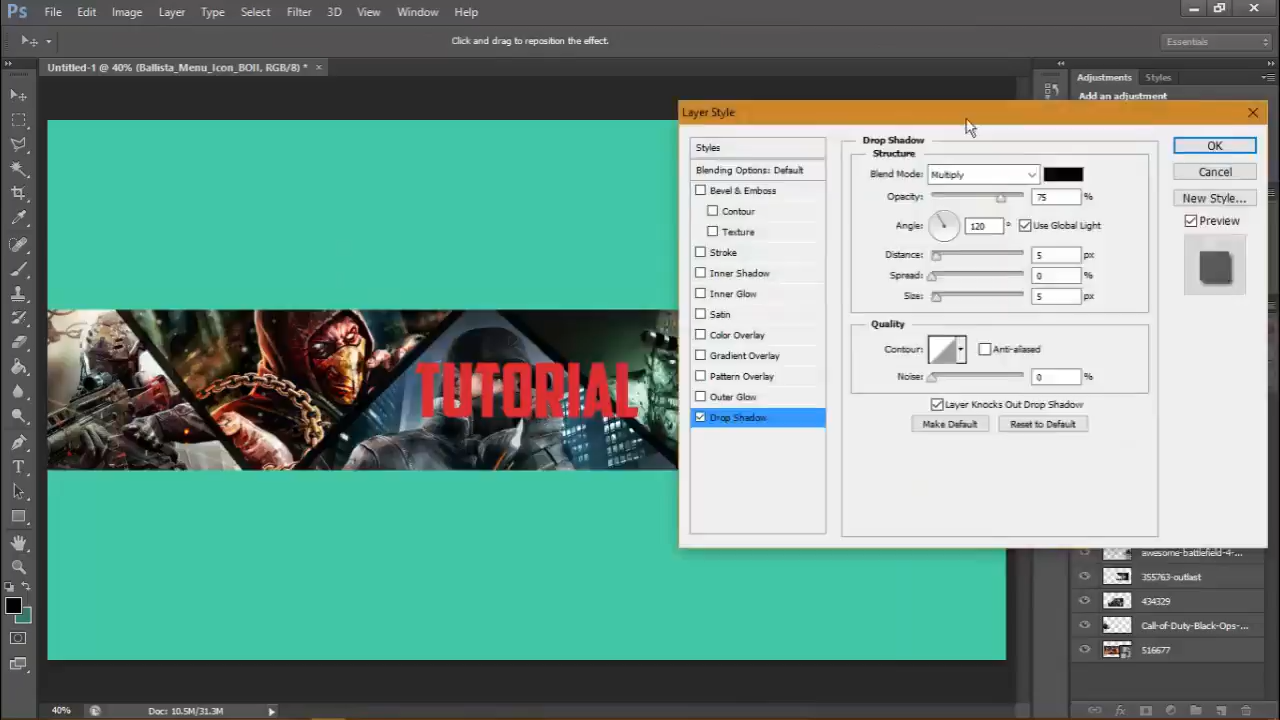 Ps File Edit Image Layer Type Select Filter 3D View Window Help
Click and drag to reposition the effect.
Essentials
Untitled-1 @ 40% (Ballista_Menu_Icon_BOII, RGB/8) * ×
Adjustments Styles
Add an adjustment
Layer Style
Styles
Blending Options: Default
Bevel & Emboss
Contour
Texture
Stroke
Inner Shadow
Inner Glow
Satin
Color Overlay
Gradient Overlay
Pattern Overlay
Outer Glow
Drop Shadow
Drop Shadow
Structure
Blend Mode: Multiply
Opacity: 75 %
Angle: 120 ° Use Global Light
Distance: 5 px
Spread: 0 %
Size: 5 px
Quality
Contour: Anti-aliased
Noise: 0 %
Layer Knocks Out Drop Shadow
Make Default Reset to Default
OK
Cancel
New Style...
Preview
TUTORIAL
awesome-battlefield-4-...
355763-outlast
434329
Call-of-Duty-Black-Ops-...
516677
40% Doc: 10.5M/31.3M